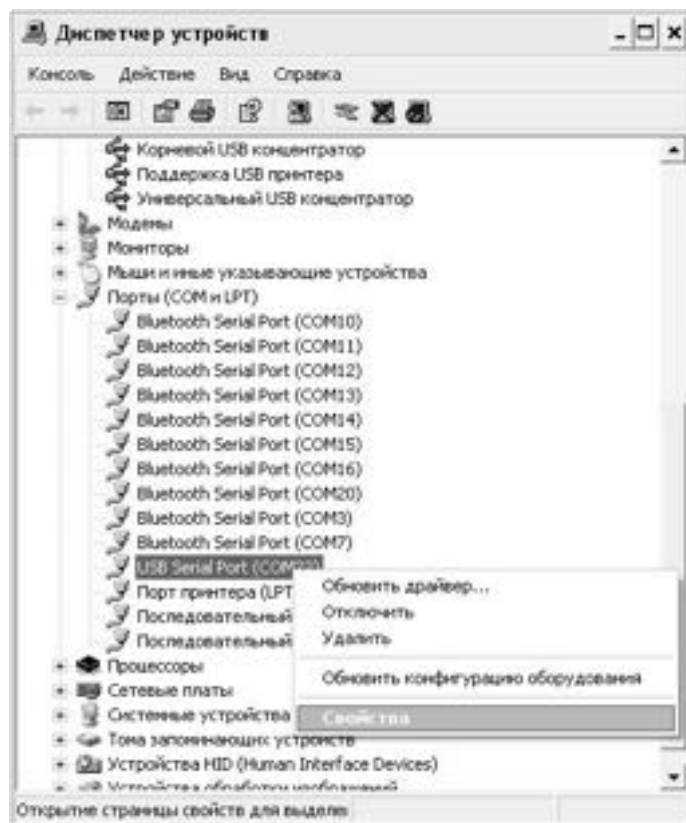 Диспетчер устройств
Консоль Действие Вид Справка
Корневой USB концентратор
Поддержка USB принтера
Универсальный USB концентратор
Модемы
Мониторы
Мыши и иные указывающие устройства
Порты (COM и LPT)
Bluetooth Serial Port (COM10)
Bluetooth Serial Port (COM11)
Bluetooth Serial Port (COM12)
Bluetooth Serial Port (COM13)
Bluetooth Serial Port (COM14)
Bluetooth Serial Port (COM15)
Bluetooth Serial Port (COM16)
Bluetooth Serial Port (COM20)
Bluetooth Serial Port (COM3)
Bluetooth Serial Port (COM7)
USB Serial Port
Порт принтера (LPT
Последовательный
Последовательный
Обновить драйвер...
Отключить
Удалить
Обновить конфигурацию оборудования
Свойства
Процессоры
Сетевые платы
Системные устройства
Тома запоминающих устройств
Устройства HID (Human Interface Devices)
Устройства обработки изображений
Открытие страницы свойств для выделен